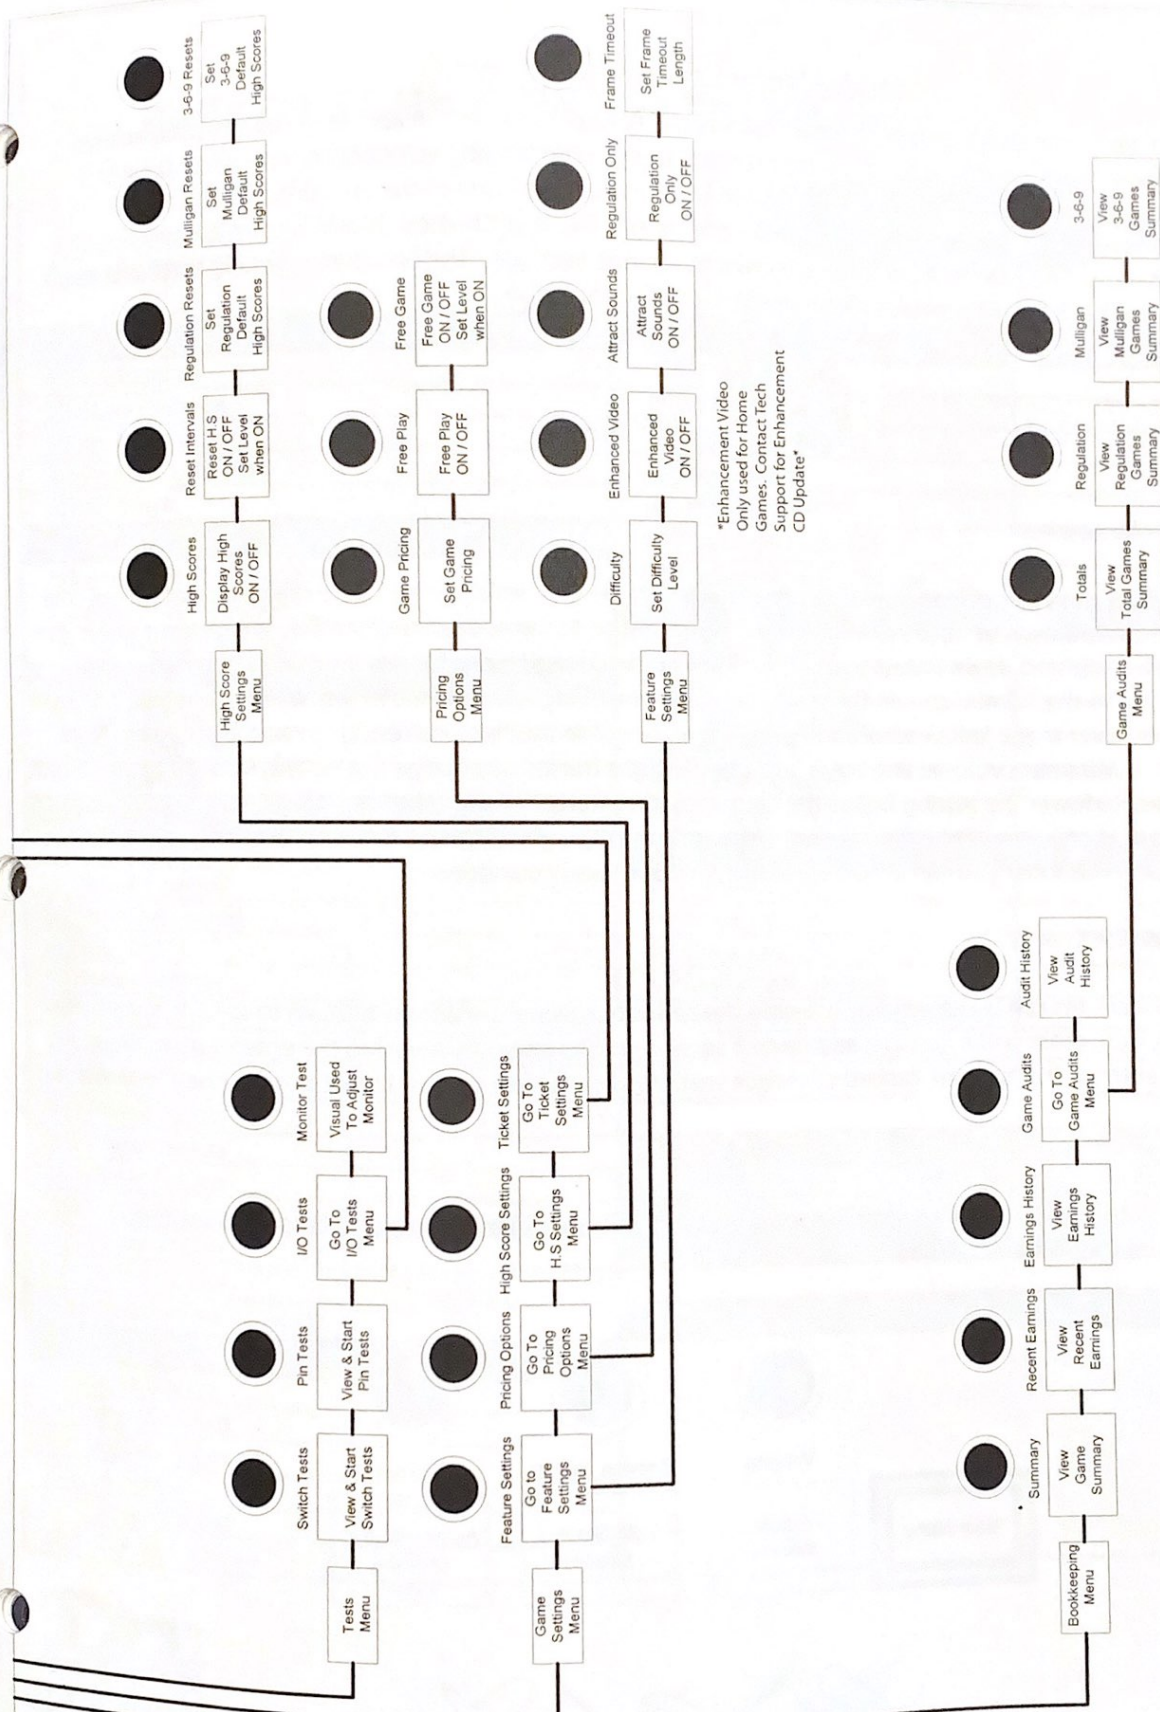 Tests
Menu
Switch Tests
View & Start
Switch Tests
Pin Tests
View & Start
Pin Tests
I/O Tests
Go To
I/O Tests
Menu
Monitor Test
Visual Used
To Adjust
Monitor
High Score
Settings
Menu
High Scores
Display High
Scores
ON / OFF
Reset Intervals
Reset H.S
ON / OFF
Set Level
when ON
Regulation Resets
Set
Regulation
Default
High Scores
Mulligan Resets
Set
Mulligan
Default
High Scores
3-6-9 Resets
Set
3-6-9
Default
High Scores
Game
Settings
Menu
Feature Settings
Go to
Feature
Settings
Menu
Pricing Options
Go To
Pricing
Options
Menu
High Score Settings
Go To
H.S Settings
Menu
Ticket Settings
Go To
Ticket
Settings
Menu
Pricing
Options
Menu
Game Pricing
Set Game
Pricing
Free Play
Free Play
ON / OFF
Free Game
Free Game
ON / OFF
Set Level
when ON
Feature
Settings
Menu
Difficulty
Set Difficulty
Level
Enhanced Video
Enhanced
Video
ON / OFF
Attract Sounds
Attract
Sounds
ON / OFF
Regulation Only
Regulation
Only
ON / OFF
Frame Timeout
Set Frame
Timeout
Length
*Enhancement Video
Only used for Home
Games. Contact Tech
Support for Enhancement
CD Update*
Bookkeeping
Menu
Summary
View
Game
Summary
Recent Earnings
View
Recent
Earnings
Earnings History
View
Earnings
History
Game Audits
Go To
Game Audits
Menu
Audit History
View
Audit
History
Game Audits
Menu
Totals
View
Total Games
Summary
Regulation
View
Regulation
Games
Summary
Mulligan
View
Mulligan
Games
Summary
3-6-9
View
3-6-9
Games
Summary